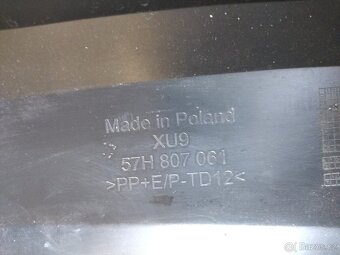 Made in Poland
XU9
57H 807 061
>PP+E/P-TD12<